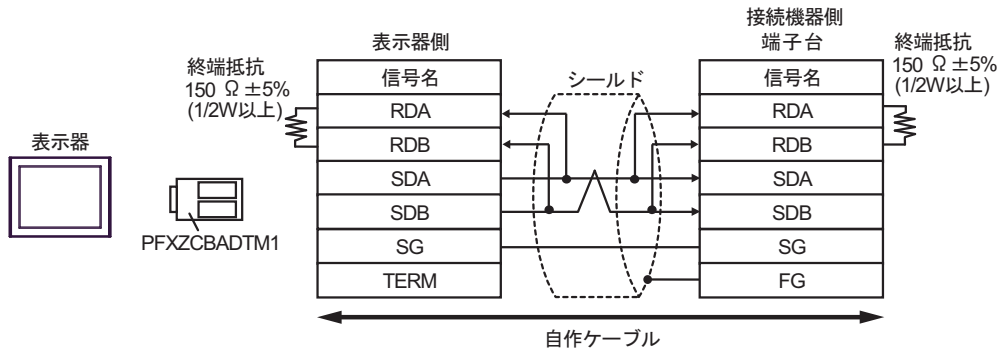 接続機器側
表示器側
端子台
終端抵抗
150 Ω ±5%
(1/2W以上)
終端抵抗
150 Ω ±5%
(1/2W以上)
信号名
シールド
信号名
RDA
RDA
表示器
RDB
RDB
SDA
SDA
SDB
SDB
PFXZCBADTM1
SG
SG
TERM
FG
自作ケーブル